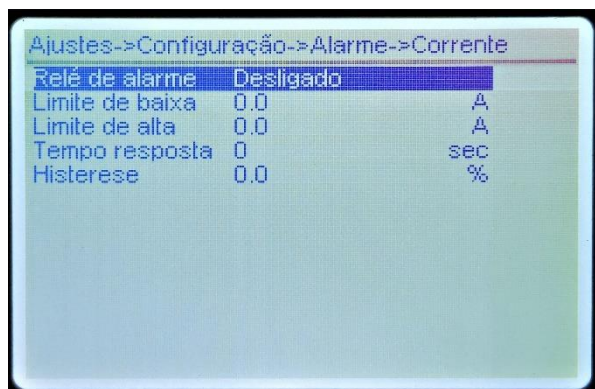 Ajustes->Configuração->Alarme->Corrente
Relé de alarme Desligado
Limite de baixa 0.0 A
Limite de alta 0.0 A
Tempo resposta 0 sec
Histerese 0.0 %